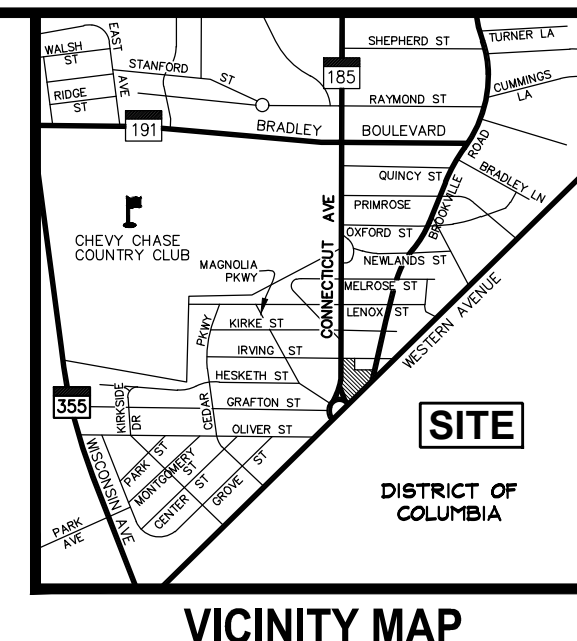 WALSH
ST
EAST
AVE
STANFORD
ST
RIDGE
ST
191
185
SHEPHERD ST
TURNER LA
CUMMINGS
LA
RAYMOND ST
BRADLEY BOULEVARD
BROOKVILLE ROAD
BRADLEY LN
QUINCY ST
PRIMROSE
OXFORD ST
NEWLANDS ST
MELROSE ST
LENOX ST
CONNECTICUT AVE
WESTERN AVENUE
CHEVY CHASE
COUNTRY CLUB
MAGNOLIA
PKWY
KIRKE ST
IRVING ST
HESKETH ST
GRAFTON ST
OLIVER ST
CEDAR PKWY
KIRKSIDE
DR
355
WISCONSIN AVE
PARK ST
MONTGOMERY
ST
CENTER ST
GROVE ST
PARK
AVE
SITE
DISTRICT OF
COLUMBIA
VICINITY MAP